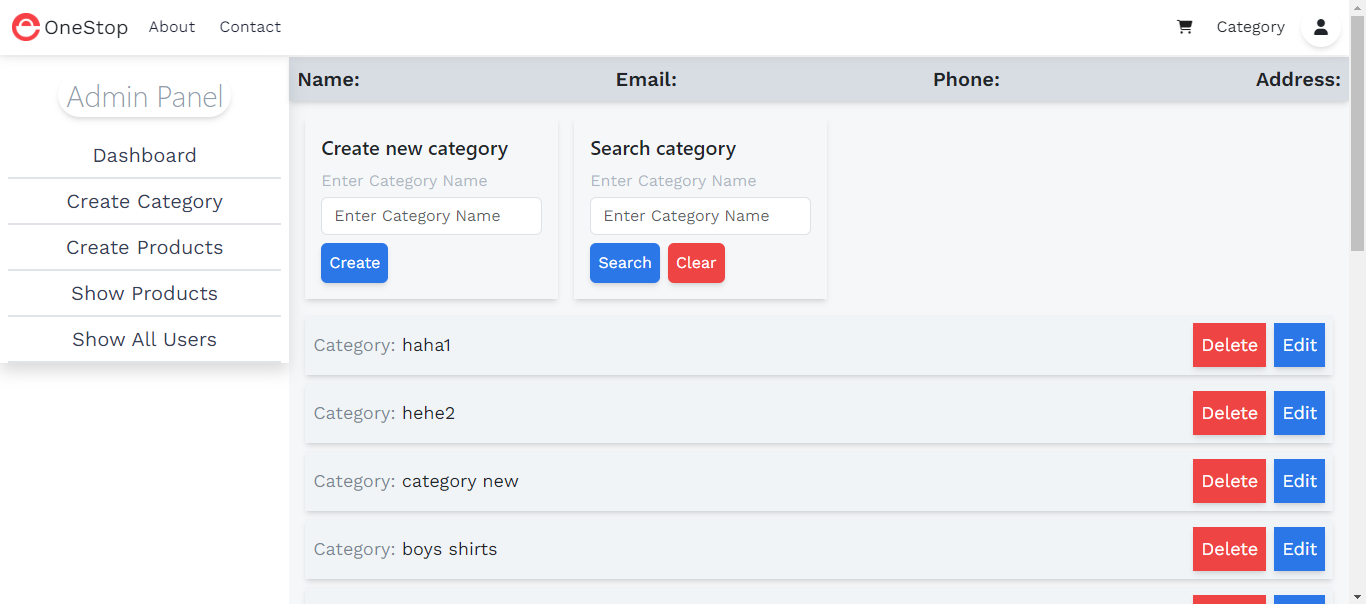 OneStop About Contact Category
Admin Panel
Dashboard
Create Category
Create Products
Show Products
Show All Users
Name: Email: Phone: Address:
Create new category
Enter Category Name
Enter Category Name
Create
Search category
Enter Category Name
Enter Category Name
Search Clear
Category: haha1 Delete Edit
Category: hehe2 Delete Edit
Category: category new Delete Edit
Category: boys shirts Delete Edit